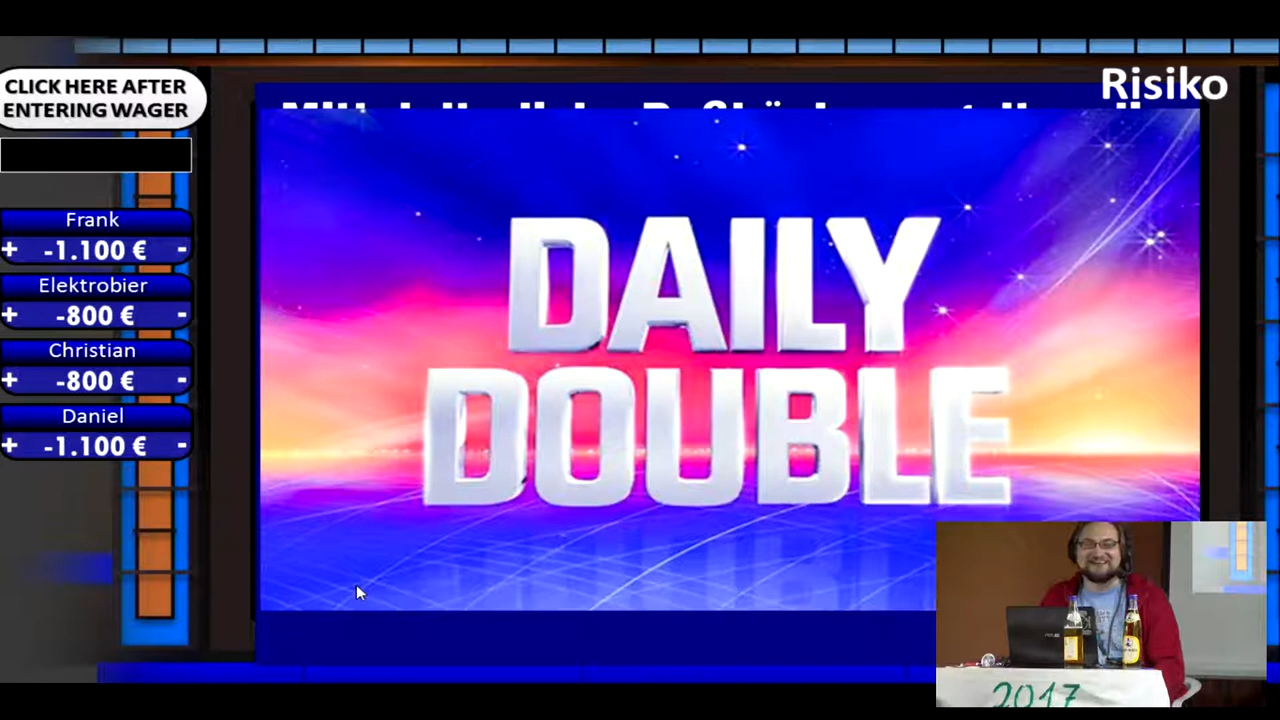 Risiko
CLICK HERE AFTER
ENTERING WAGER
DAILY
DOUBLE
Frank
+ -1.100 € -
Elektrobier
+ -800 € -
Christian
+ -800 € -
Daniel
+ -1.100 € -
2017